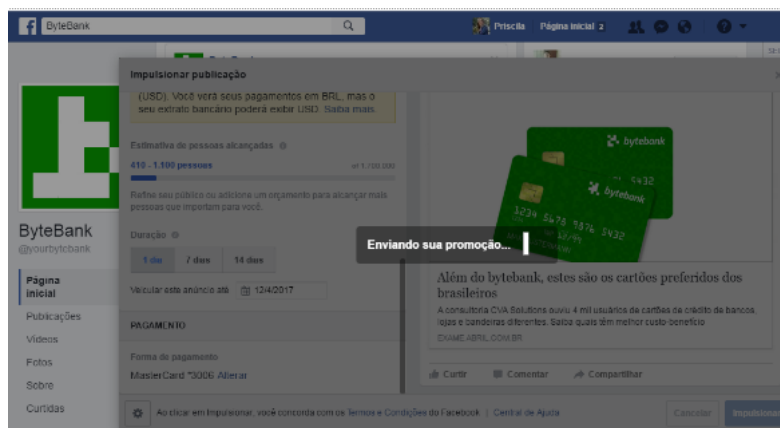 ByteBank
Priscila
Página inicial 2
Impulsionar publicação
(USD). Você verá seus pagamentos em BRL, mas o
seu extrato bancário poderá exibir USD. Saiba mais.
Estimativa de pessoas alcançadas
410 - 1.100 pessoas
Refine seu público ou adicione um orçamento para alcançar mais
pessoas que importam para você.
Duração
1 dia
7 dias
14 dias
Veicular este anúncio até
12/4/2017
PAGAMENTO
Forma de pagamento
MasterCard *3006 Alterar
Ao clicar em Impulsionar, você concorda com os Termos e Condições do Facebook | Central de Ajuda
Cancelar
Impulsionar
Enviando sua promoção...
bytebank
5432
bytebank
1234 5678 9876 5432
Além do bytebank, estes são os cartões preferidos dos
brasileiros
A consultoria CVA Solutions ouviu 4 mil usuários de cartões de crédito de bancos,
lojas e bandeiras diferentes. Saiba quais têm melhor custo-benefício
EXAME.ABRIL.COM.BR
Curtir
Comentar
Compartilhar
ByteBank
@yourbytebank
Página
inicial
Publicações
Vídeos
Fotos
Sobre
Curtidas